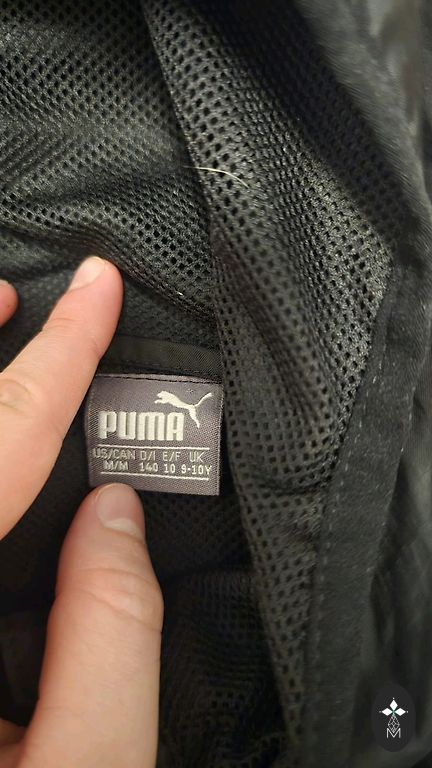 PUMA
US/CAN D/I E/F UK
M/M 140 10 9-10Y
M